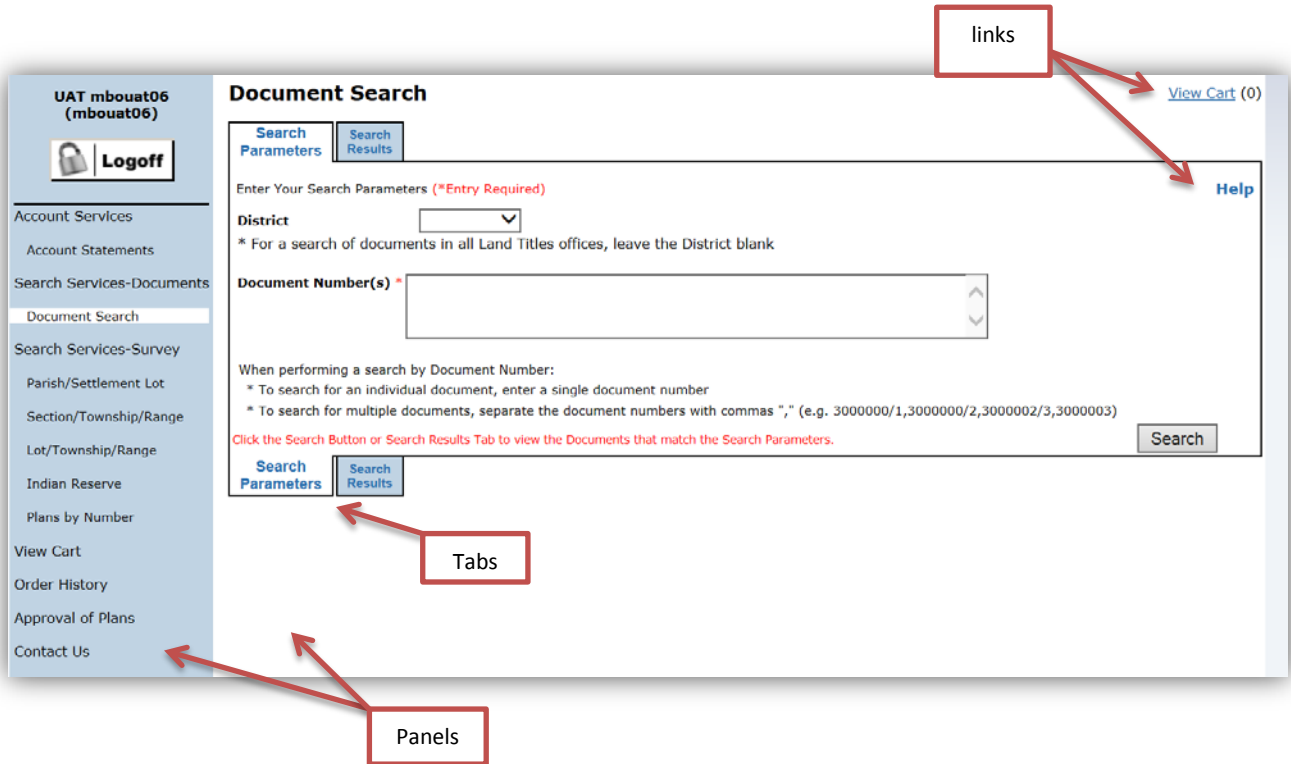 links
UAT mbouat06
(mbouat06)
Logoff
Account Services
Account Statements
Search Services-Documents
Document Search
Search Services-Survey
Parish/Settlement Lot
Section/Township/Range
Lot/Township/Range
Indian Reserve
Plans by Number
View Cart
Order History
Approval of Plans
Contact Us
Document Search
View Cart (0)
Search
Parameters
Search
Results
Enter Your Search Parameters (*Entry Required)
Help
District
* For a search of documents in all Land Titles offices, leave the District blank
Document Number(s) *
When performing a search by Document Number:
* To search for an individual document, enter a single document number
* To search for multiple documents, separate the document numbers with commas "," (e.g. 3000000/1,3000000/2,3000002/3,3000003)
Click the Search Button or Search Results Tab to view the Documents that match the Search Parameters.
Search
Search
Parameters
Search
Results
Tabs
Panels